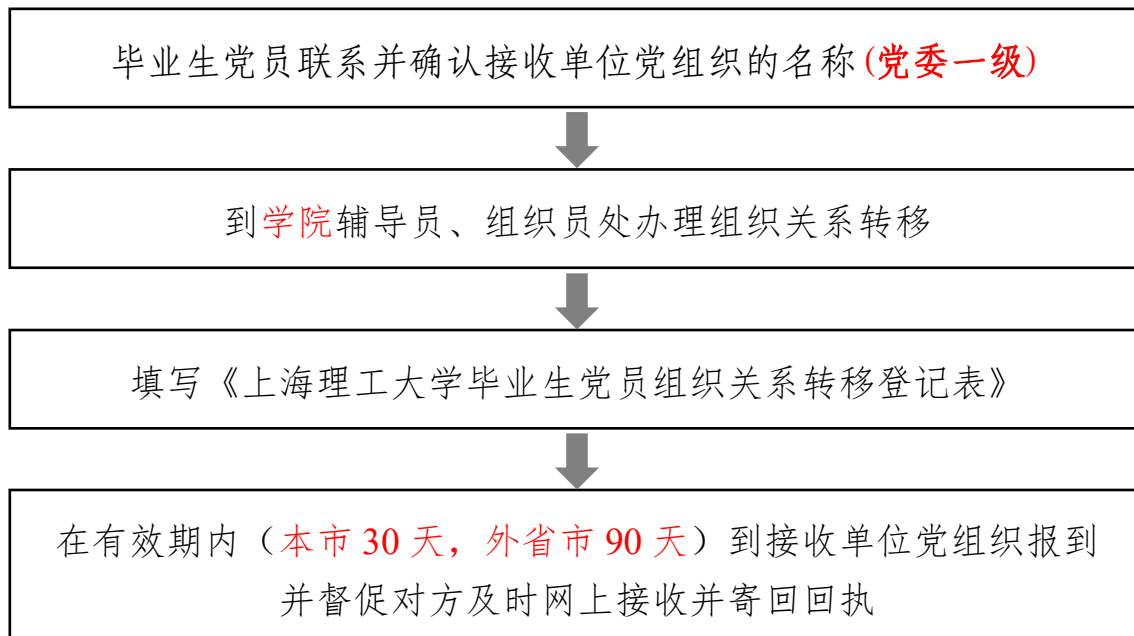 毕业生党员联系并确认接收单位党组织的名称(党委一级)
到学院辅导员、组织员处办理组织关系转移
填写《上海理工大学毕业生党员组织关系转移登记表》
在有效期内（本市 30 天，外省市 90 天）到接收单位党组织报到
并督促对方及时网上接收并寄回回执